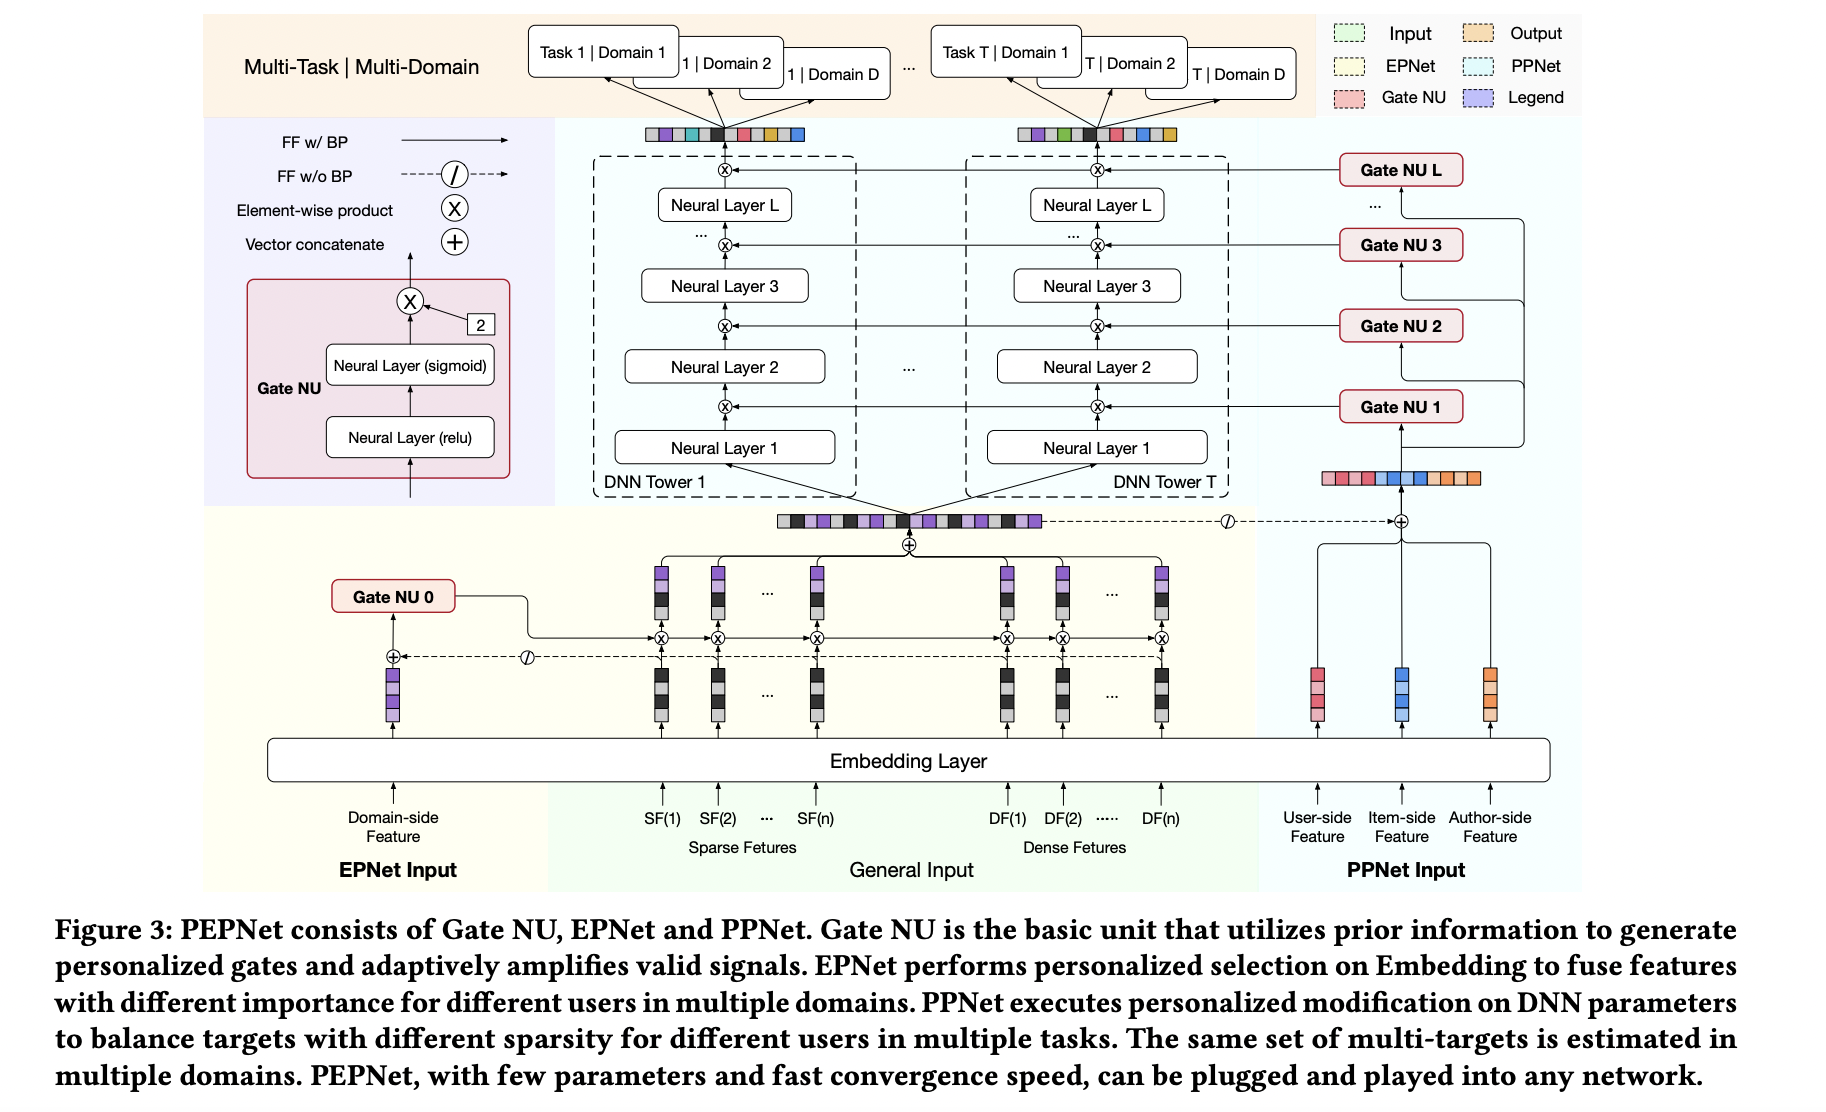 Multi-Task | Multi-Domain
Task 1 | Domain 1
1 | Domain 2
1 | Domain D
...
Task T | Domain 1
T | Domain 2
T | Domain D
Input
Output
EPNet
PPNet
Gate NU
Legend
FF w/ BP
FF w/o BP
/
Element-wise product
X
Vector concatenate
+
X
2
Neural Layer (sigmoid)
Gate NU
Neural Layer (relu)
x
Neural Layer L
...
x
Neural Layer 3
x
Neural Layer 2
x
Neural Layer 1
DNN Tower 1
...
x
Neural Layer L
...
x
Neural Layer 3
x
Neural Layer 2
x
Neural Layer 1
DNN Tower T
Gate NU L
...
Gate NU 3
Gate NU 2
Gate NU 1
/
+
+
Gate NU 0
... ...
x x x x x x
+ /
... ...
Embedding Layer
Domain-side
Feature
EPNet Input
SF(1) SF(2) ... SF(n)
Sparse Fetures
DF(1) DF(2) ..... DF(n)
Dense Fetures
General Input
User-side
Feature
Item-side
Feature
Author-side
Feature
PPNet Input
Figure 3: PEPNet consists of Gate NU, EPNet and PPNet. Gate NU is the basic unit that utilizes prior information to generate
personalized gates and adaptively amplifies valid signals. EPNet performs personalized selection on Embedding to fuse features
with different importance for different users in multiple domains. PPNet executes personalized modification on DNN parameters
to balance targets with different sparsity for different users in multiple tasks. The same set of multi-targets is estimated in
multiple domains. PEPNet, with few parameters and fast convergence speed, can be plugged and played into any network.